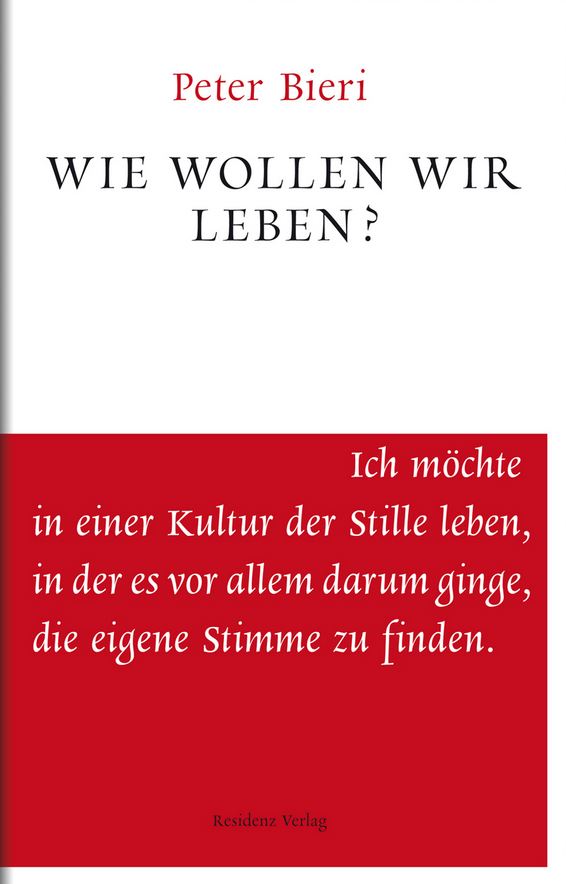 Peter Bieri
WIE WOLLEN WIR
LEBEN?
Ich möchte
in einer Kultur der Stille leben,
in der es vor allem darum ginge,
die eigene Stimme zu finden.
Residenz Verlag